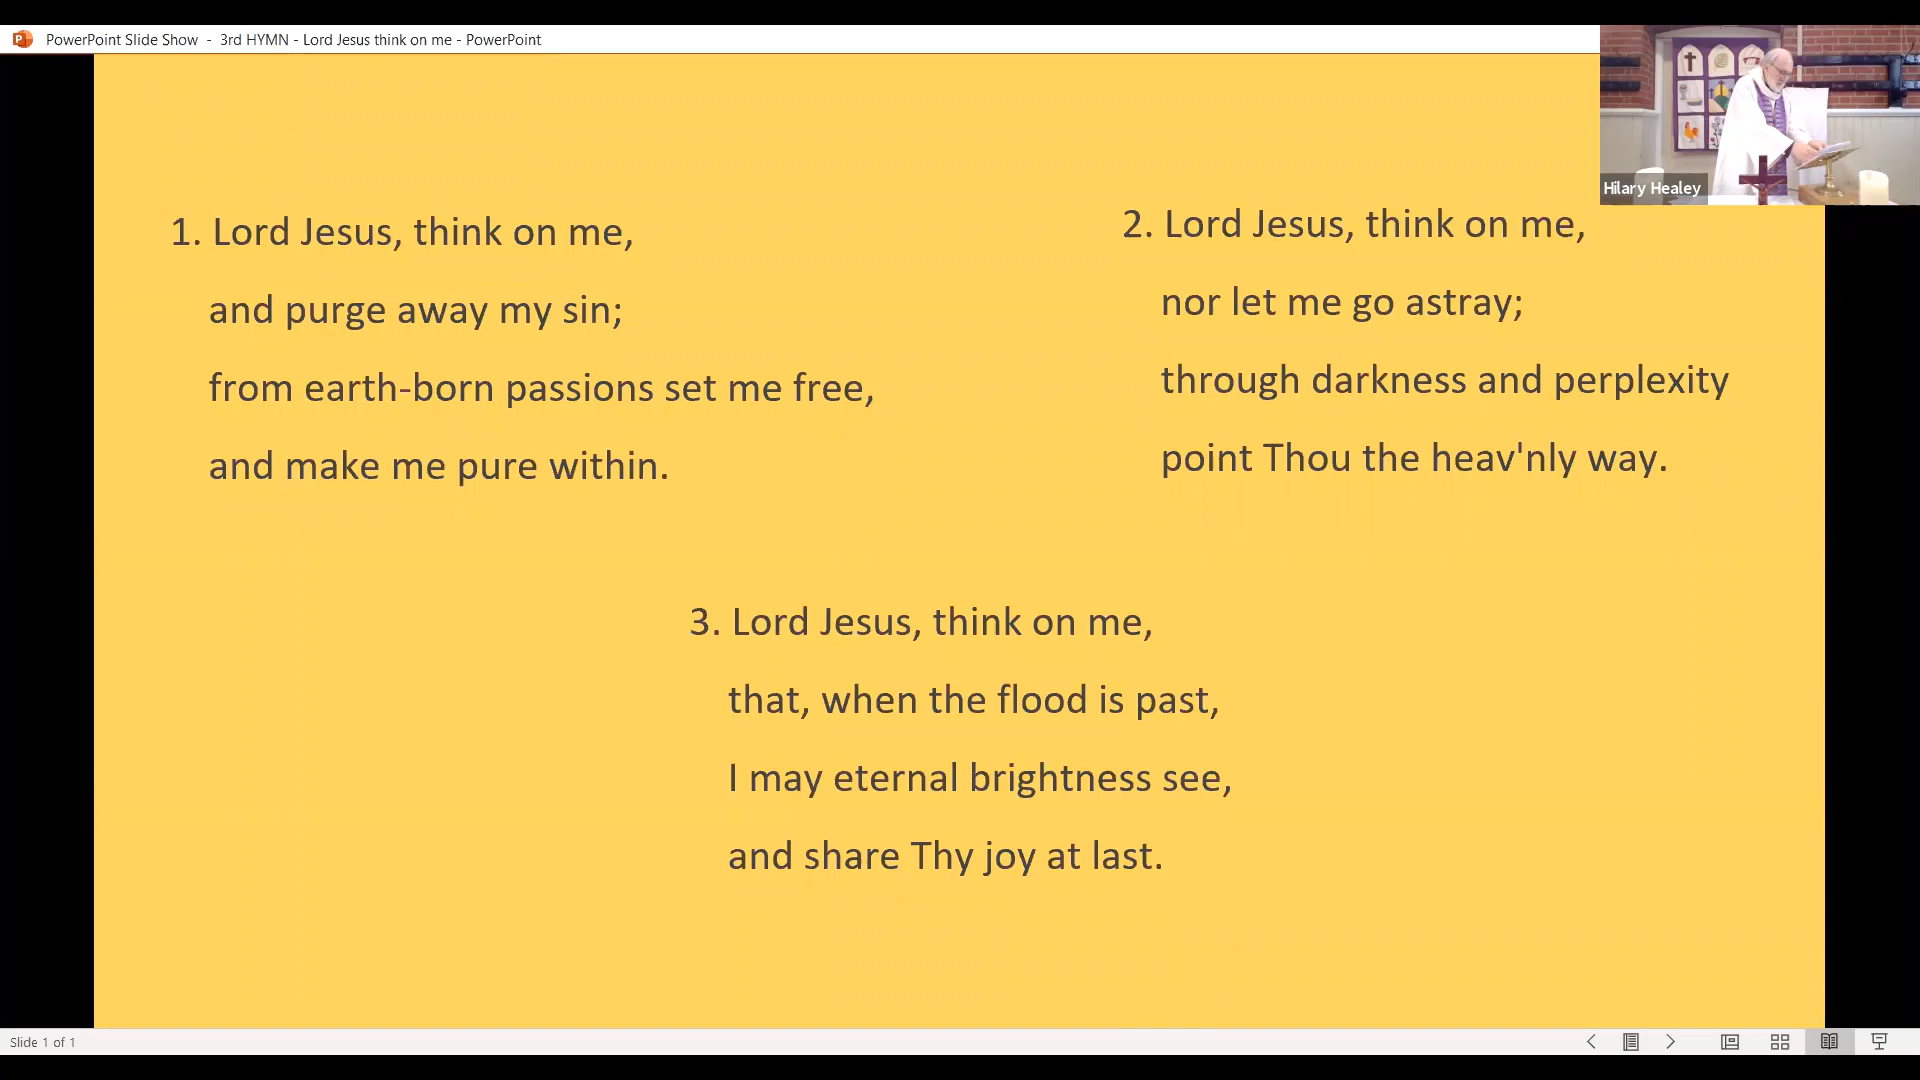 PowerPoint Slide Show - 3rd HYMN - Lord Jesus think on me - PowerPoint
Hilary Healey
1. Lord Jesus, think on me,
and purge away my sin;
from earth-born passions set me free,
and make me pure within.
2. Lord Jesus, think on me,
nor let me go astray;
through darkness and perplexity
point Thou the heav'nly way.
3. Lord Jesus, think on me,
that, when the flood is past,
I may eternal brightness see,
and share Thy joy at last.
Slide 1 of 1